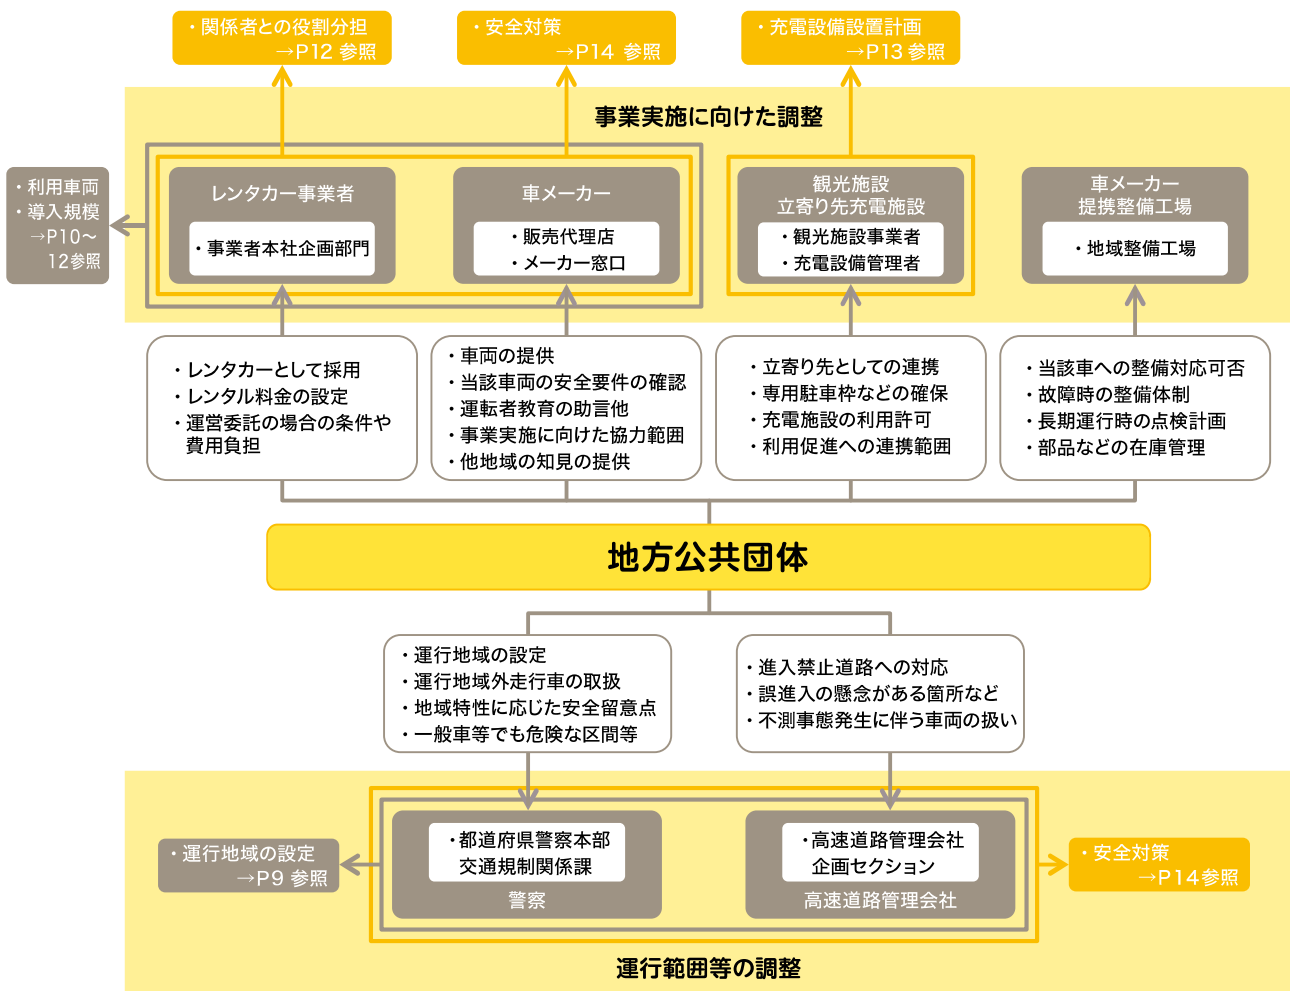 ・関係者との役割分担
→P12 参照
・安全対策
→P14 参照
・充電設備設置計画
→P13 参照
事業実施に向けた調整
・利用車両
・導入規模
→P10〜
12参照
レンタカー事業者
・事業者本社企画部門
車メーカー
・販売代理店
・メーカー窓口
観光施設
立寄り先充電施設
・観光施設事業者
・充電設備管理者
車メーカー
提携整備工場
・地域整備工場
・レンタカーとして採用
・レンタル料金の設定
・運営委託の場合の条件や
費用負担
・車両の提供
・当該車両の安全要件の確認
・運転者教育の助言他
・事業実施に向けた協力範囲
・他地域の知見の提供
・立寄り先としての連携
・専用駐車枠などの確保
・充電施設の利用許可
・利用促進への連携範囲
・当該車への整備対応可否
・故障時の整備体制
・長期運行時の点検計画
・部品などの在庫管理
地方公共団体
・運行地域の設定
・運行地域外走行車の取扱
・地域特性に応じた安全留意点
・一般車等でも危険な区間等
・進入禁止道路への対応
・誤進入の懸念がある箇所など
・不測事態発生に伴う車両の扱い
・運行地域の設定
→P9 参照
・都道府県警察本部
交通規制関係課
警察
・高速道路管理会社
企画セクション
高速道路管理会社
・安全対策
→P14参照
運行範囲等の調整